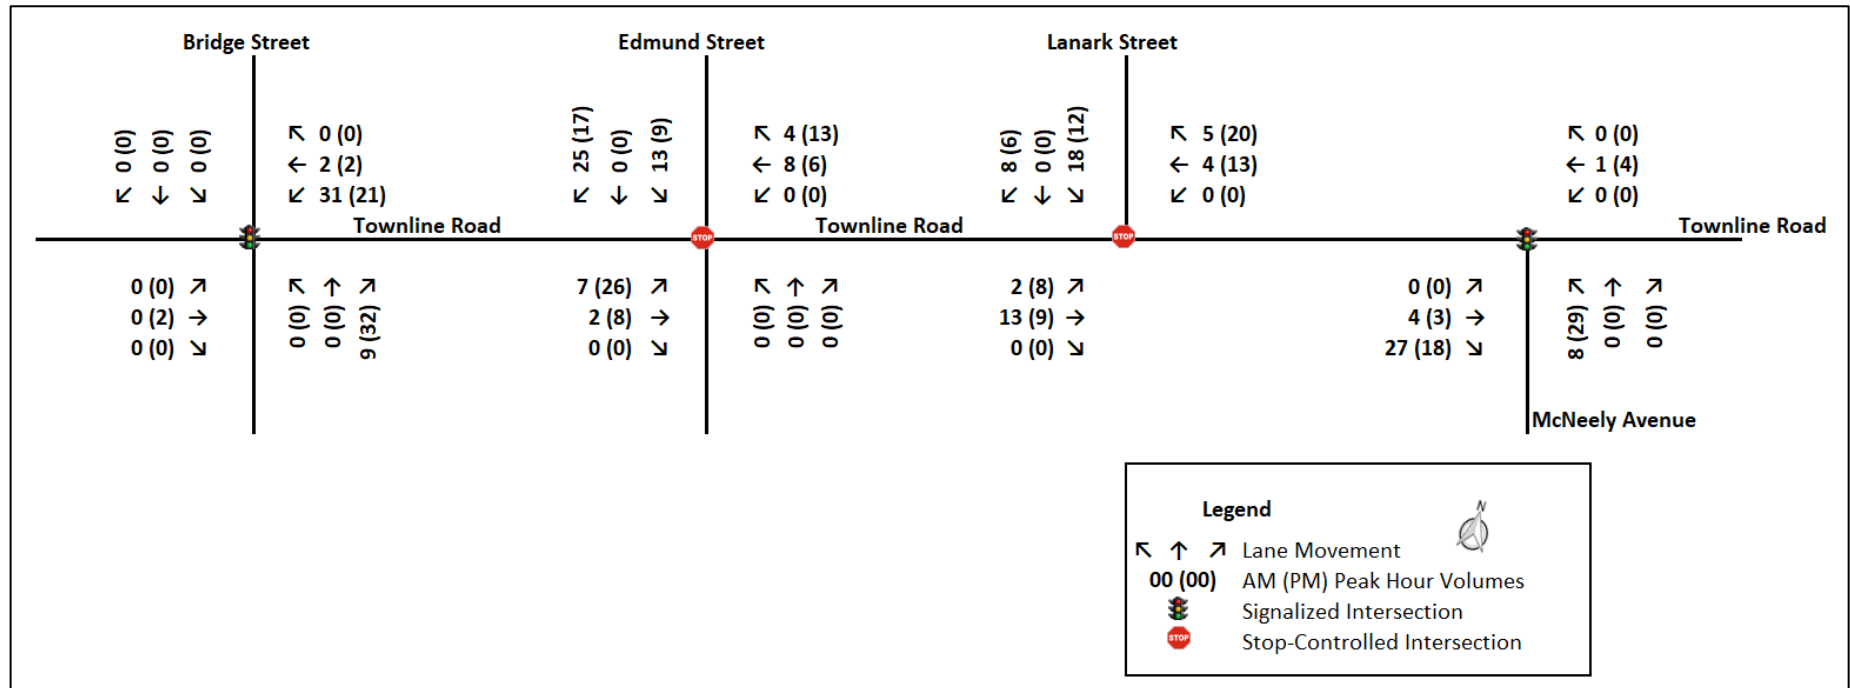 Bridge Street
Edmund Street
Lanark Street
0 (0)
0 (0)
0 (0)
↖ 0 (0)
← 2 (2)
↙ 31 (21)
25 (17)
0 (0)
13 (9)
↖ 4 (13)
← 8 (6)
↙ 0 (0)
8 (6)
0 (0)
18 (12)
↖ 5 (20)
← 4 (13)
↙ 0 (0)
↖ 0 (0)
← 1 (4)
↙ 0 (0)
Townline Road
Townline Road
Townline Road
STOP
STOP
0 (0) ↗
0 (2) →
0 (0) ↘
0 (0)
0 (0)
9 (32)
7 (26) ↗
2 (8) →
0 (0) ↘
0 (0)
0 (0)
0 (0)
2 (8) ↗
13 (9) →
0 (0) ↘
0 (0) ↗
4 (3) →
27 (18) ↘
8 (29)
0 (0)
0 (0)
McNeely Avenue
Legend
N
↖ ↑ ↗ Lane Movement
00 (00) AM (PM) Peak Hour Volumes
Signalized Intersection
STOP Stop-Controlled Intersection